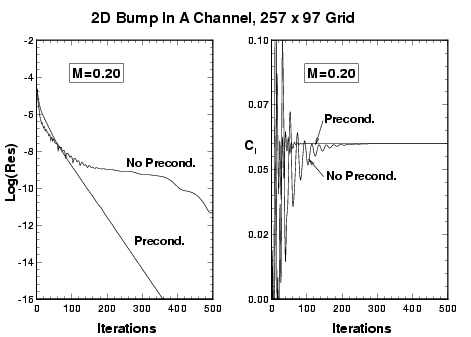 2D Bump In A Channel, 257 x 97 Grid
-2
-4
-6
-8
-10
-12
-14
-16
Log(Res)
M=0.20
No Precond.
Precond.
0 100 200 300 400 500
Iterations
0.10
0.07
0.05
0.02
0.00
Cl
M=0.20
Precond.
No Precond.
0 100 200 300 400 500
Iterations